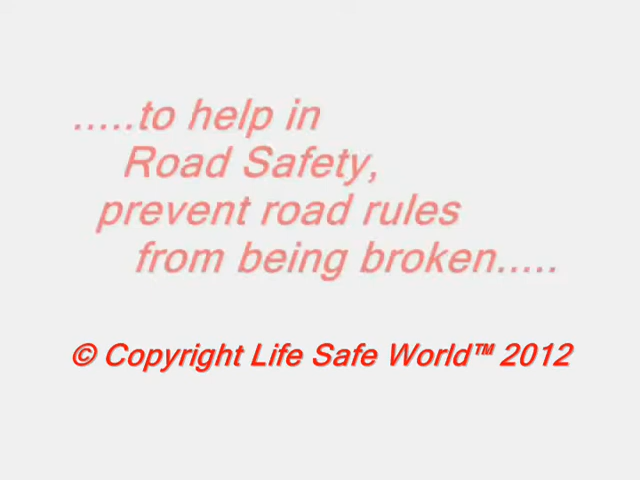 .....to help in
Road Safety,
prevent road rules
from being broken.....
© Copyright Life Safe World™ 2012